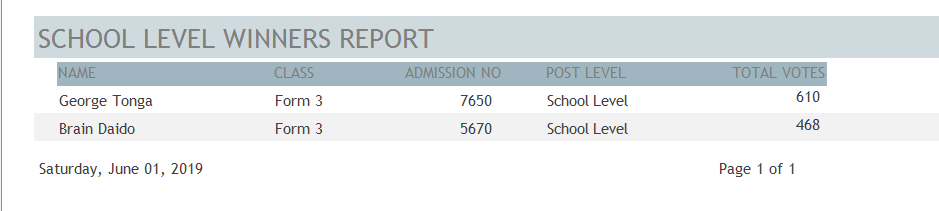 SCHOOL LEVEL WINNERS REPORT
NAME CLASS ADMISSION NO POST LEVEL TOTAL VOTES
George Tonga Form 3 7650 School Level 610
Brain Daido Form 3 5670 School Level 468
Saturday, June 01, 2019 Page 1 of 1